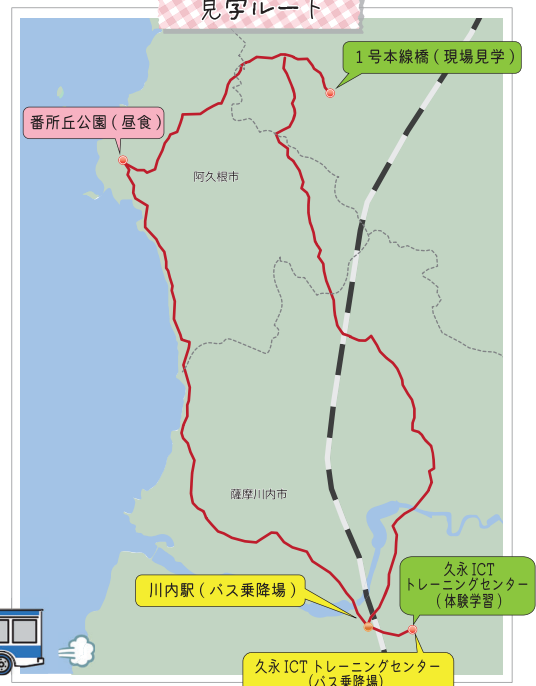 見学ルート
1号本線橋(現場見学)
番所丘公園(昼食)
阿久根市
薩摩川内市
川内駅(バス乗降場)
久永ICT
トレーニングセンター
(体験学習)
久永ICTトレーニングセンター
(バス乗降場)